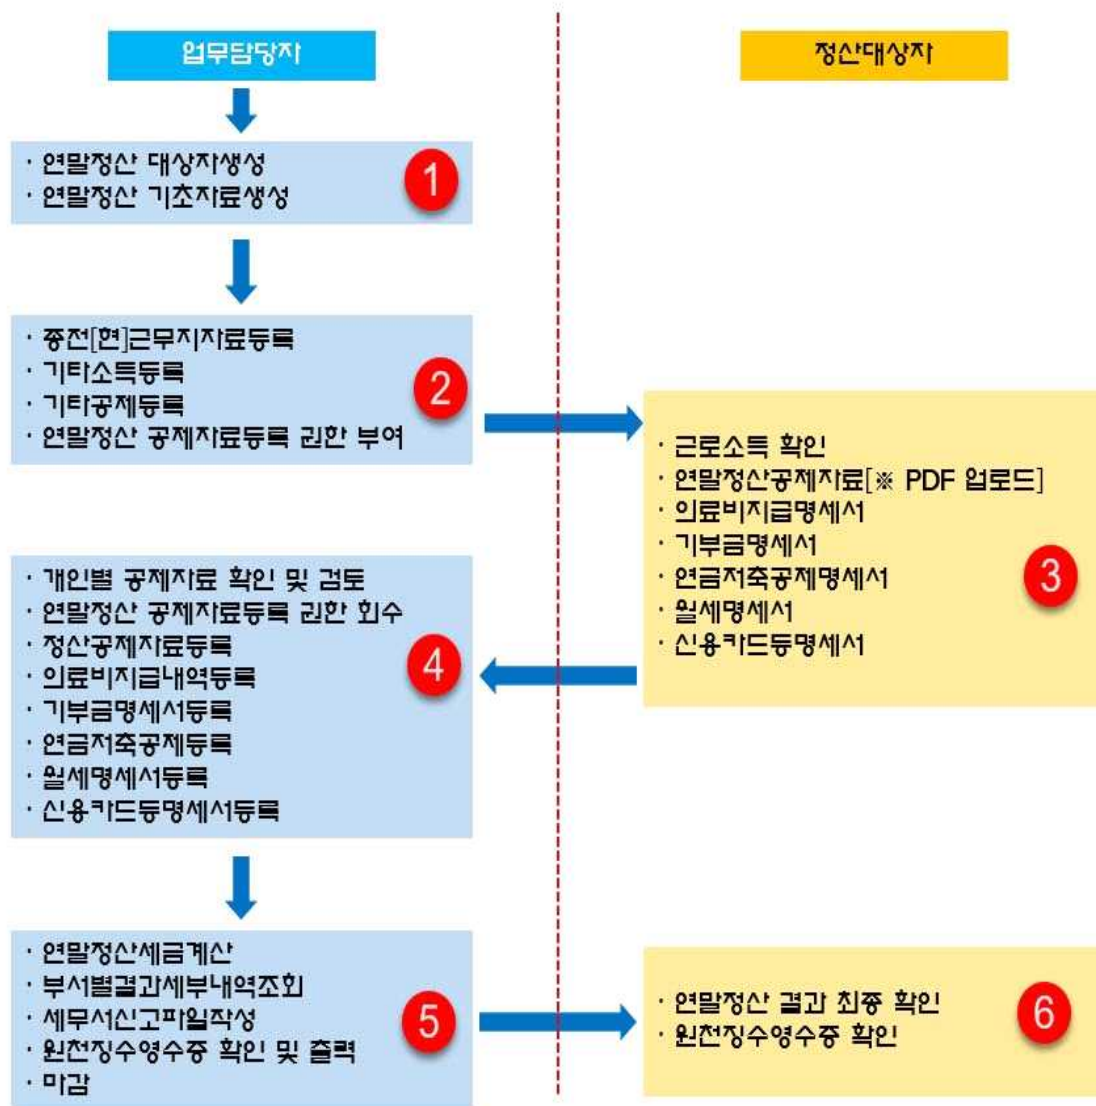 업무담당자
정산대상자
· 연말정산 대상자생성
· 연말정산 기초자료생성
1
· 종전[현]근무지자료등록
· 기타소득등록
· 기타공제등록
· 연말정산 공제자료등록 권한 부여
2
· 근로소득 확인
· 연말정산공제자료[※ PDF 업로드]
· 의료비지급명세서
· 기부금명세서
· 연금저축공제명세서
· 월세명세서
· 신용카드등명세서
3
· 개인별 공제자료 확인 및 검토
· 연말정산 공제자료등록 권한 회수
· 정산공제자료등록
· 의료비지급내역등록
· 기부금명세서등록
· 연금저축공제등록
· 월세명세서등록
· 신용카드등명세서등록
4
· 연말정산세금계산
· 부서별결과세부내역조회
· 세무서신고파일작성
· 원천징수영수증 확인 및 출력
· 마감
5
· 연말정산 결과 최종 확인
· 원천징수영수증 확인
6